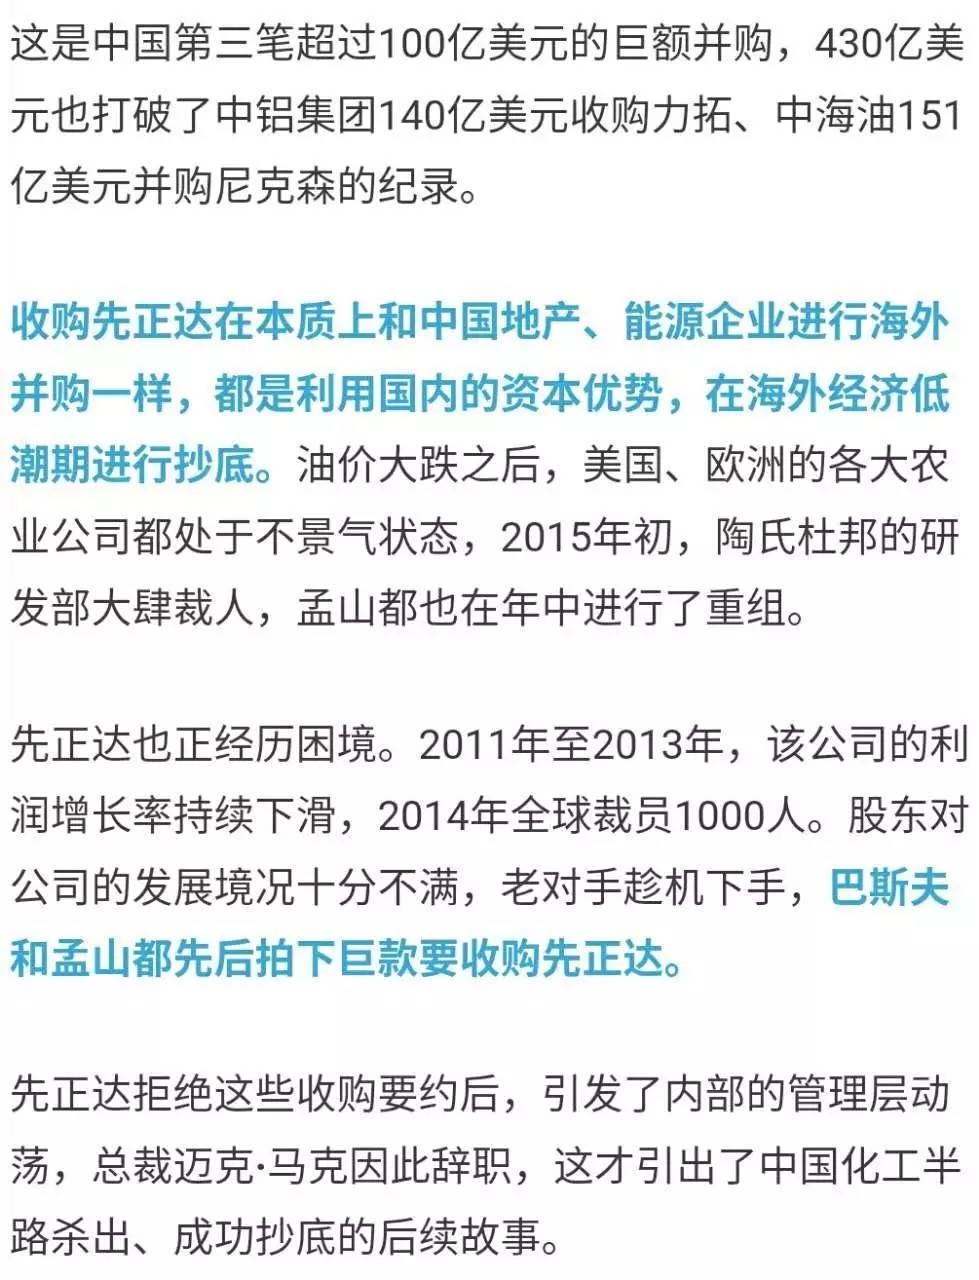 这是中国第三笔超过100亿美元的巨额并购，430亿美
元也打破了中铝集团140亿美元收购力拓、中海油151
亿美元并购尼克森的纪录。
收购先正达在本质上和中国地产、能源企业进行海外
并购一样，都是利用国内的资本优势，在海外经济低
潮期进行抄底。油价大跌之后，美国、欧洲的各大农
业公司都处于不景气状态，2015年初，陶氏杜邦的研
发部大肆裁人，孟山都也在年中进行了重组。
先正达也正经历困境。2011年至2013年，该公司的利
润增长率持续下滑，2014年全球裁员1000人。股东对
公司的发展境况十分不满，老对手趁机下手，巴斯夫
和孟山都先后拍下巨款要收购先正达。
先正达拒绝这些收购要约后，引发了内部的管理层动
荡，总裁迈克·马克因此辞职，这才引出了中国化工半
路杀出、成功抄底的后续故事。